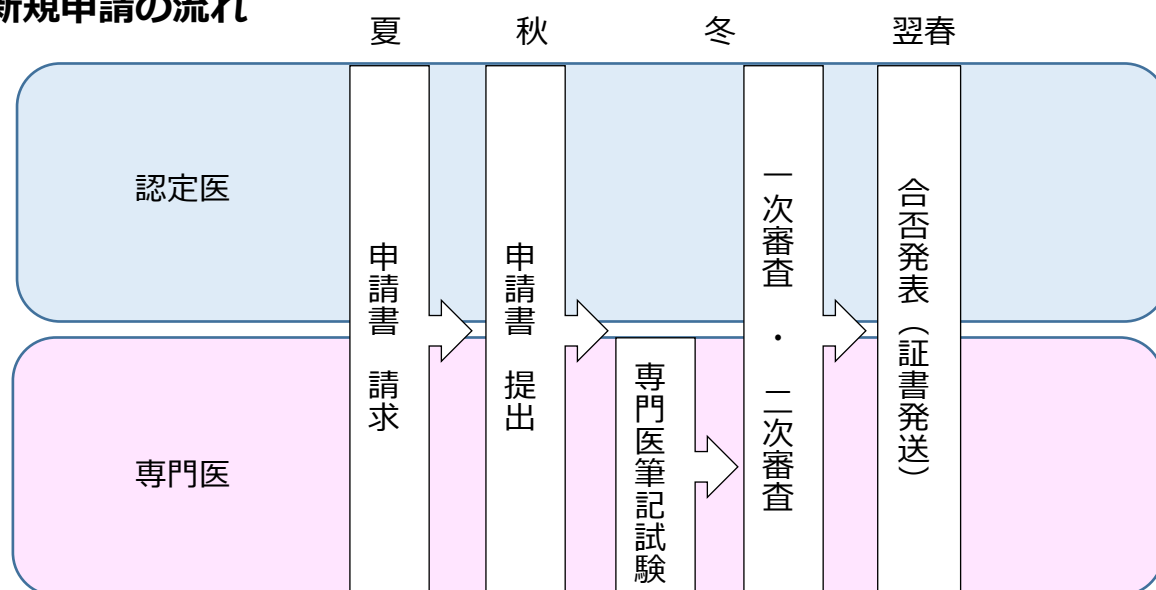 新規申請の流れ
夏
秋
冬
翌春
認定医
専門医
申請書 請求
申請書 提出
専門医筆記試験
一次審査 ・ 二次審査
合否発表（証書発送）